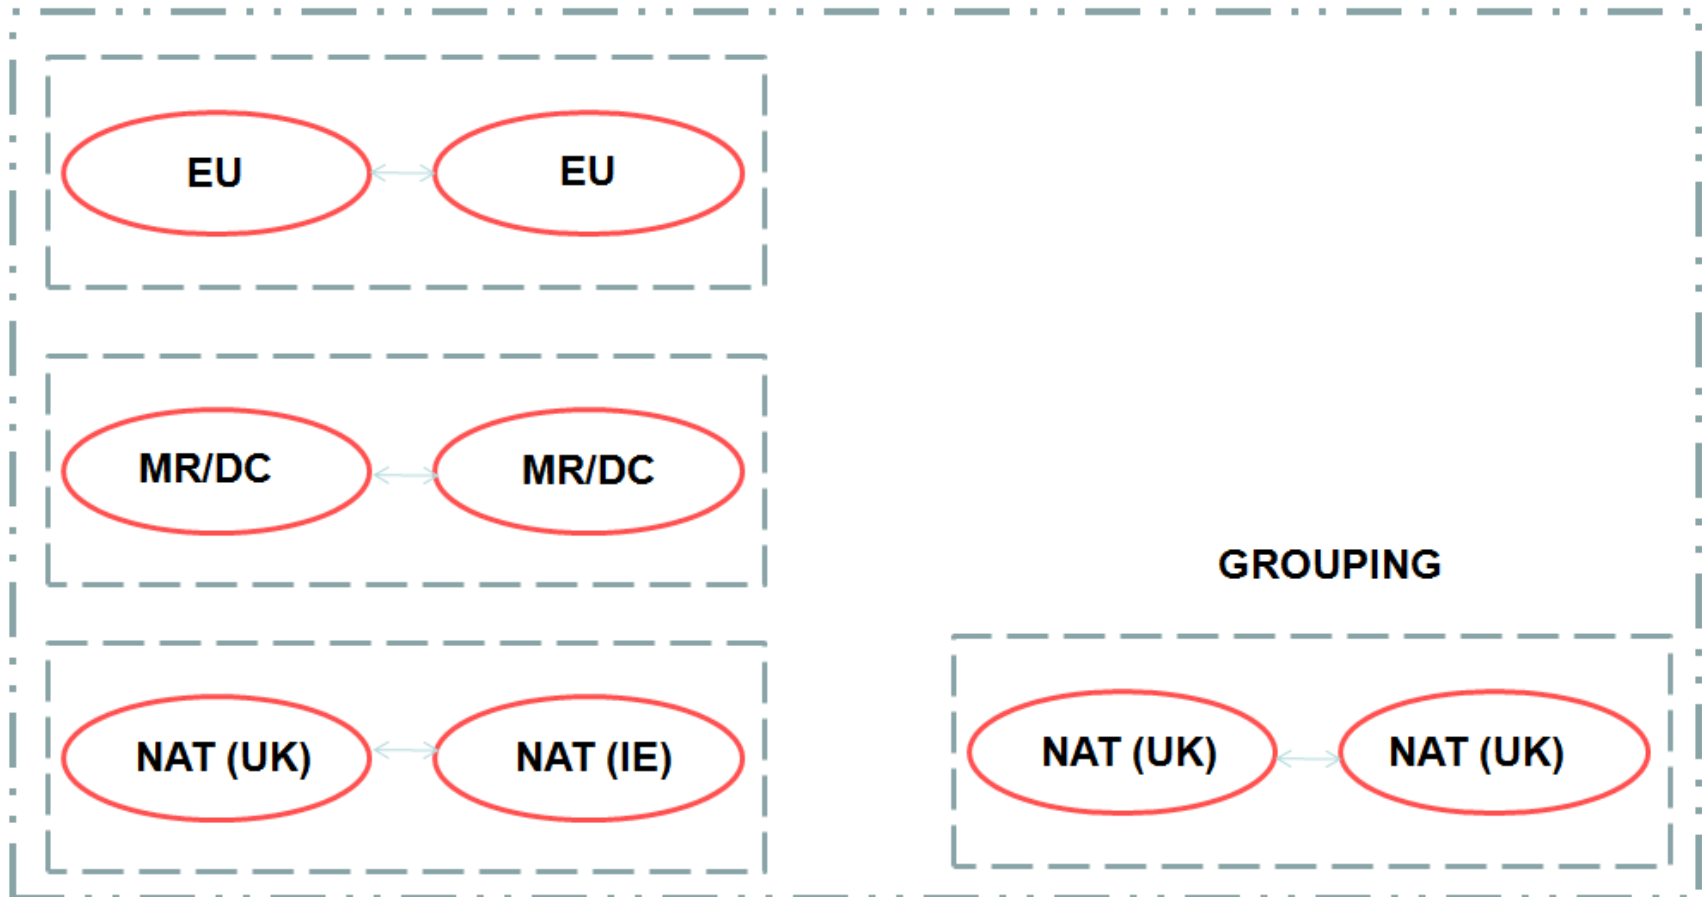 EU
EU
MR/DC
MR/DC
GROUPING
NAT (UK)
NAT (IE)
NAT (UK)
NAT (UK)